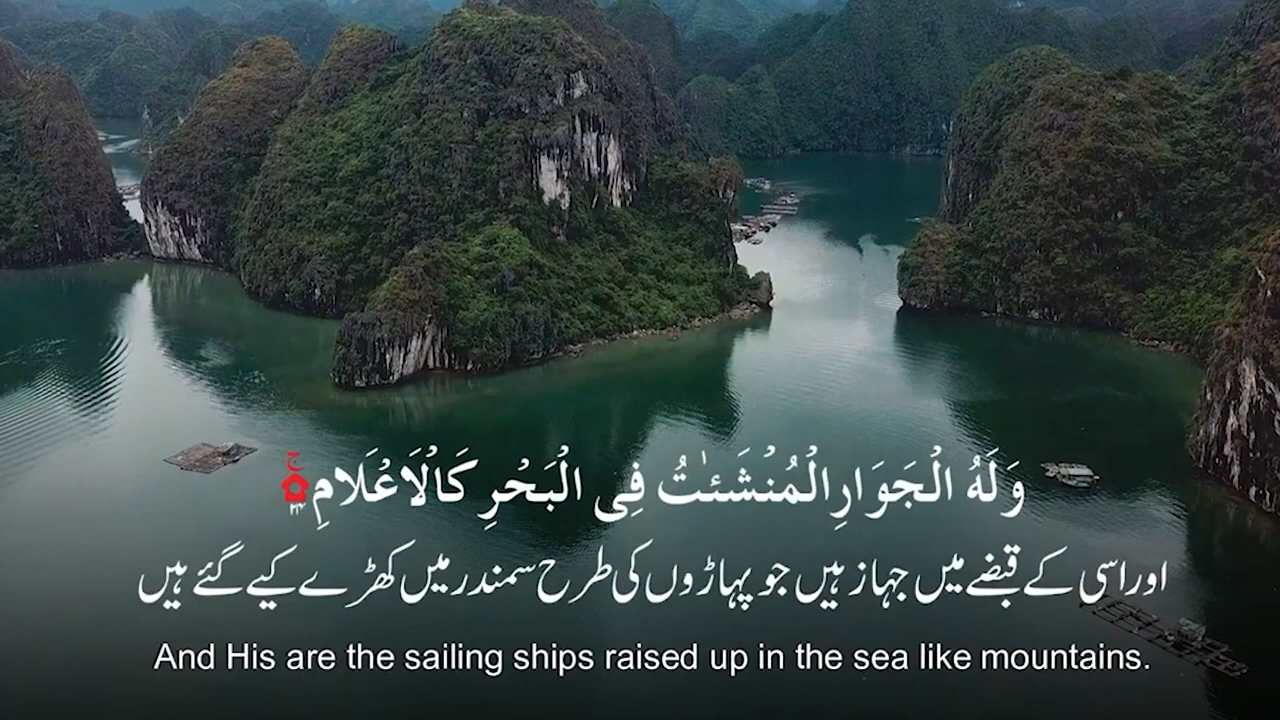 وَلَهُ الْجَوَارِ الْمُنْشَـٰٔتُ فِى الْبَحْرِ كَالْاَعْلَامِ ۚ
اور اسی کے قبضے میں جہاز ہیں جو پہاڑوں کی طرح سمندر میں کھڑے کیے گئے ہیں
And His are the sailing ships raised up in the sea like mountains.